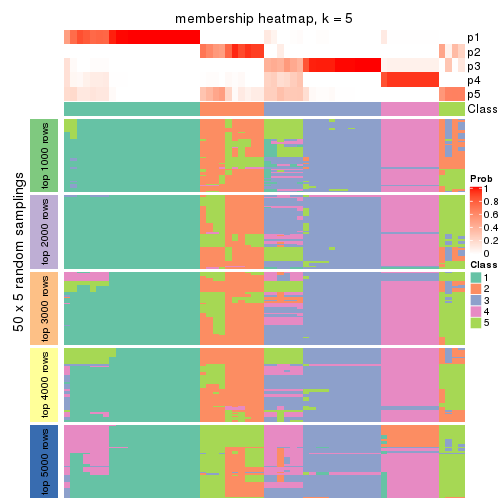 membership heatmap, k = 5
p1
p2
p3
p4
p5
Class
50 x 5 random samplings
top 1000 rows
top 2000 rows
top 3000 rows
top 4000 rows
top 5000 rows
Prob
1
0.8
0.6
0.4
0.2
0
Class
1
2
3
4
5